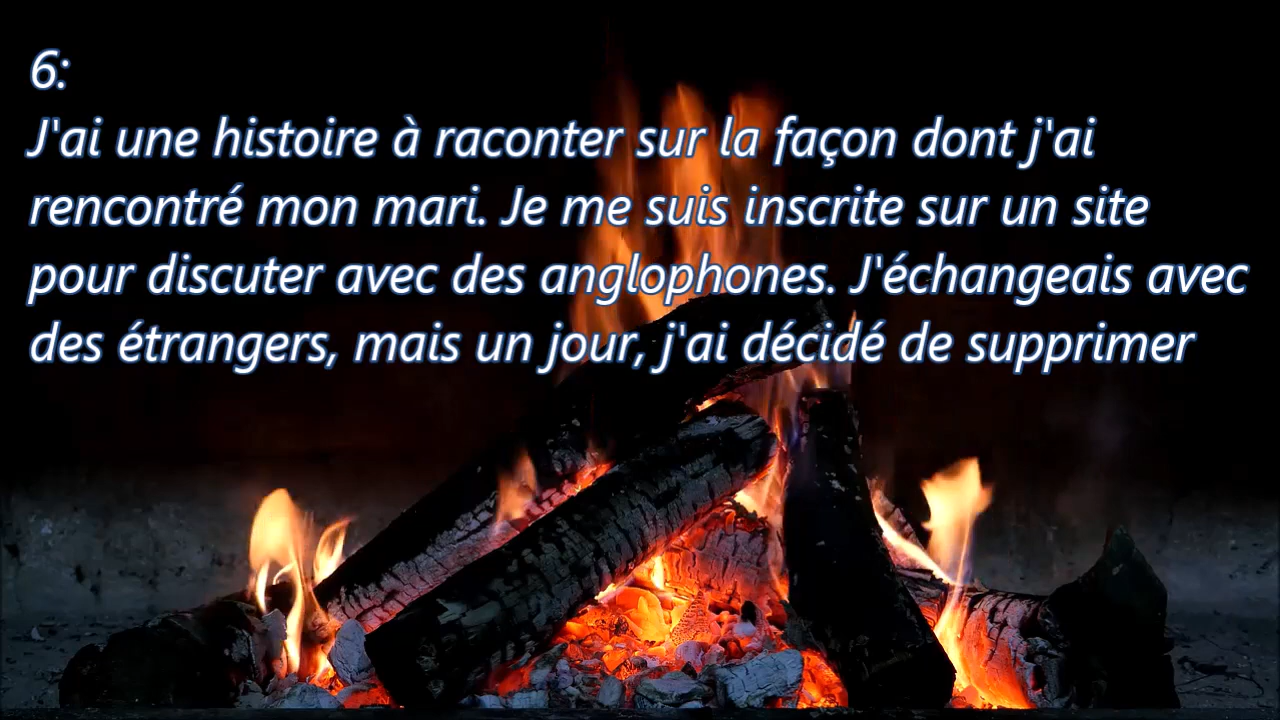 6:
J'ai une histoire à raconter sur la façon dont j'ai
rencontré mon mari. Je me suis inscrite sur un site
pour discuter avec des anglophones. J'échangeais avec
des étrangers, mais un jour, j'ai décidé de supprimer